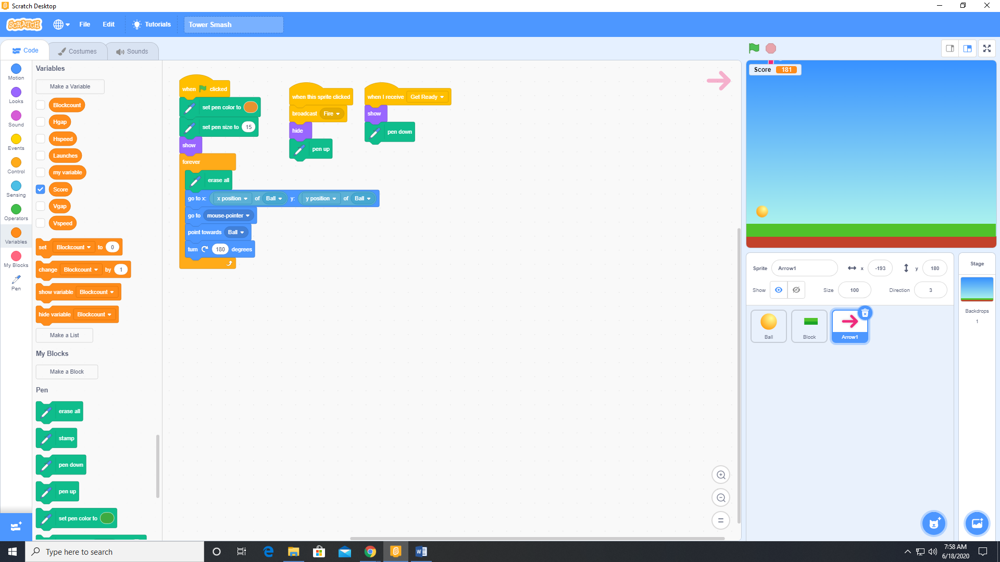 Scratch Desktop
SCRATCH
File
Edit
Tutorials
Tower Smash
Code
Costumes
Sounds
Motion
Looks
Sound
Events
Control
Sensing
Operators
Variables
My Blocks
Pen
Variables
Make a Variable
Blockcount
Hgap
Hspeed
Launches
my variable
Score
Vgap
Vspeed
set Blockcount to 0
change Blockcount by 1
show variable Blockcount
hide variable Blockcount
Make a List
My Blocks
Make a Block
Pen
erase all
stamp
pen down
pen up
set pen color to
when clicked
set pen color to
set pen size to 15
show
forever
erase all
go to x: x position of Ball y: y position of Ball
go to mouse-pointer
point towards Ball
turn 180 degrees
when this sprite clicked
broadcast Fire
hide
pen up
when I receive Get Ready
show
pen down
Score 181
Sprite Arrow1 x -193 y 180
Show Size 100 Direction 3
Ball
Block
Arrow1
Stage
Backdrops
1
Type here to search
7:58 AM
6/18/2020